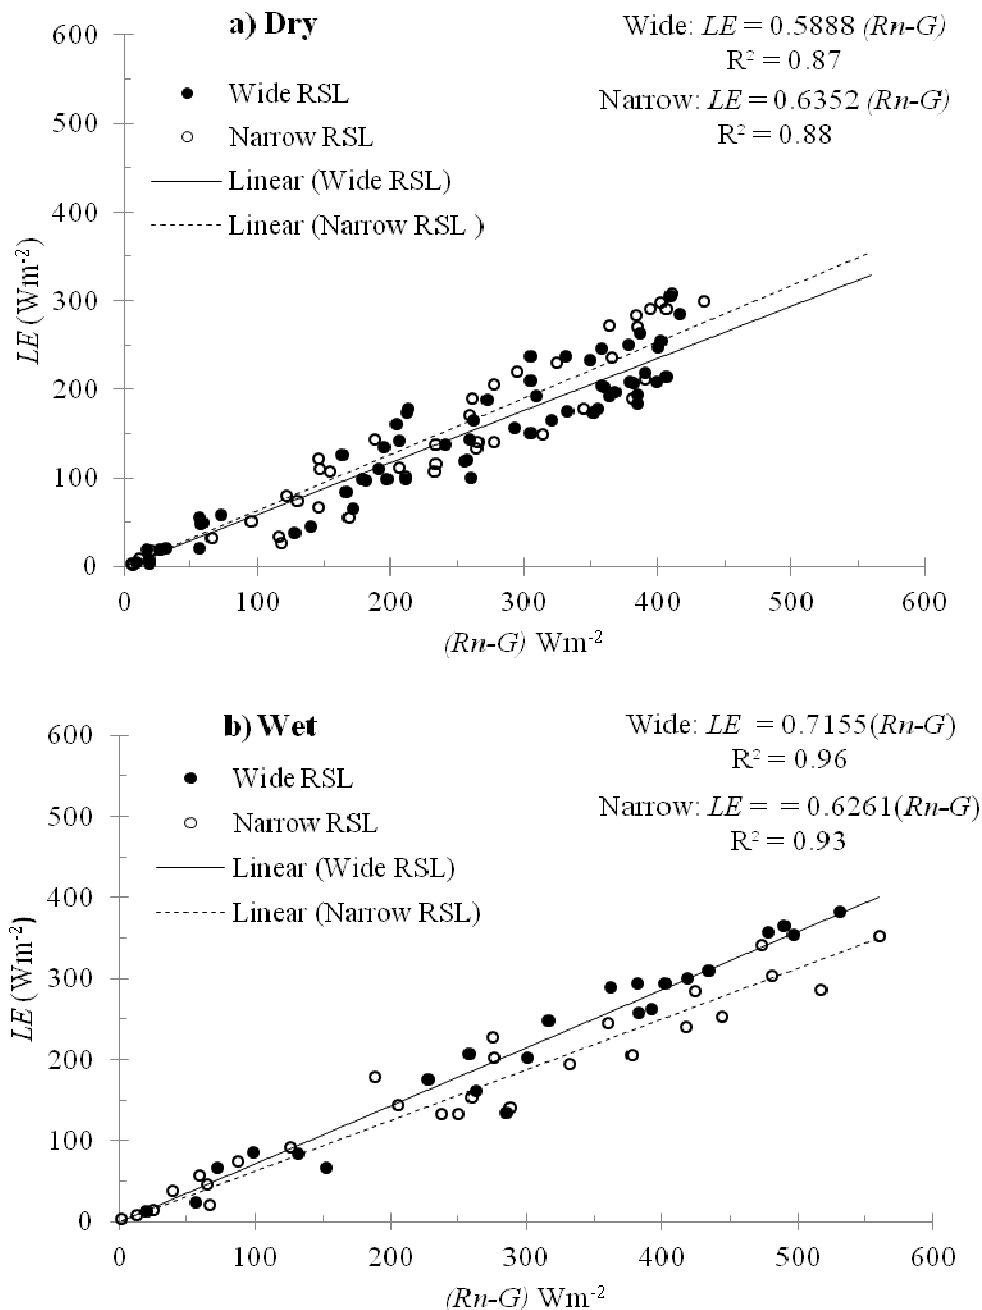 a) Dry
Wide: LE = 0.5888 (Rn-G)
R² = 0.87
Narrow: LE = 0.6352 (Rn-G)
R² = 0.88
Wide RSL
Narrow RSL
Linear (Wide RSL)
Linear (Narrow RSL )
600
500
400
300
200
100
0
LE (Wm-2)
0 100 200 300 400 500 600
(Rn-G) Wm-2
b) Wet
Wide: LE = 0.7155(Rn-G)
R² = 0.96
Narrow: LE = = 0.6261(Rn-G)
R² = 0.93
Wide RSL
Narrow RSL
Linear (Wide RSL)
Linear (Narrow RSL)
600
500
400
300
200
100
0
LE (Wm-2)
0 100 200 300 400 500 600
(Rn-G) Wm-2